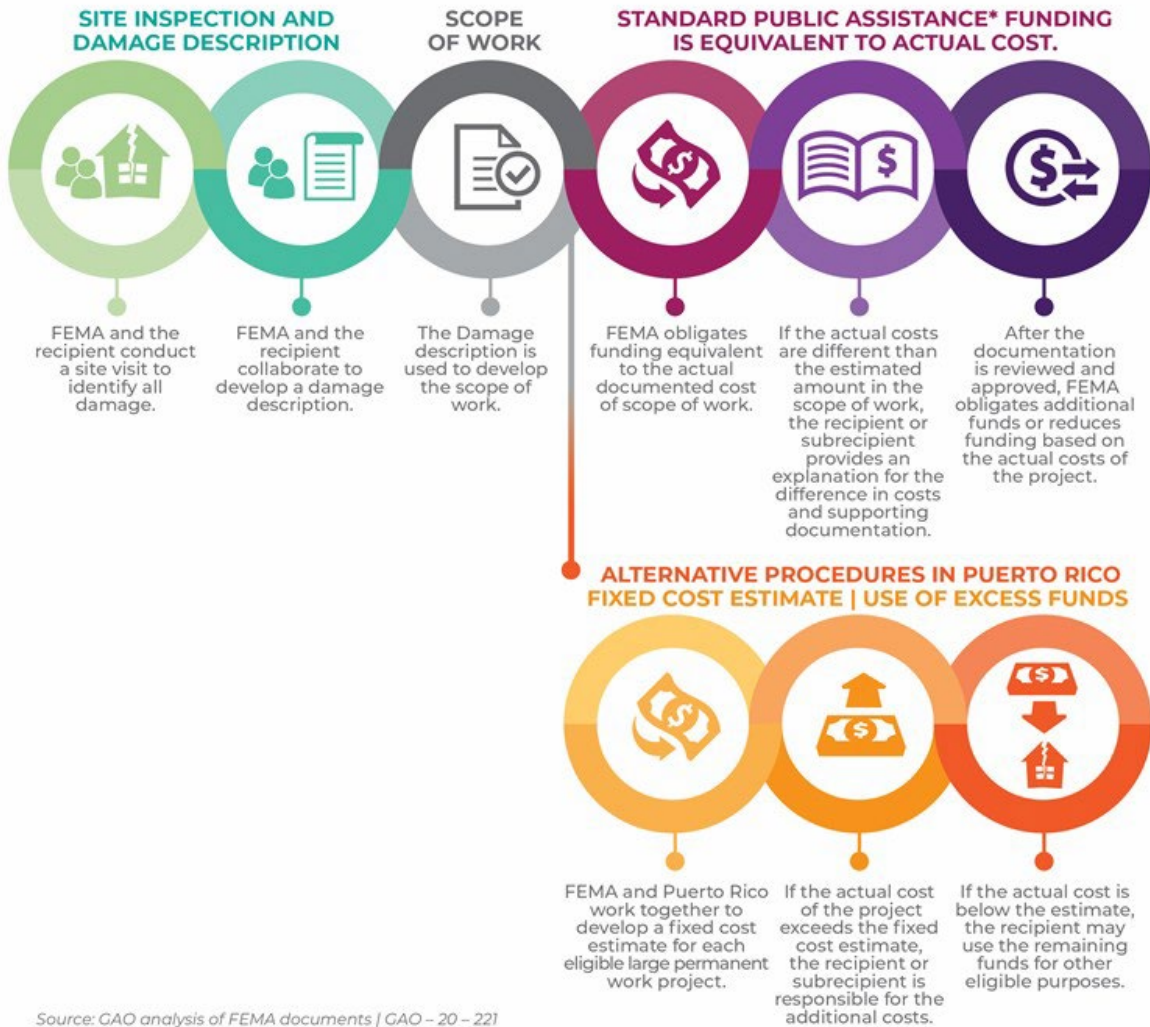 SITE INSPECTION AND
DAMAGE DESCRIPTION
SCOPE
OF WORK
STANDARD PUBLIC ASSISTANCE* FUNDING
IS EQUIVALENT TO ACTUAL COST.
FEMA and the
recipient conduct
a site visit to
identify all
damage.
FEMA and the
recipient
collaborate to
develop a damage
description.
The Damage
description is
used to develop
the scope of
work.
FEMA obligates
funding equivalent
to the actual
documented cost
of scope of work.
If the actual costs
are different than
the estimated
amount in the
scope of work,
the recipient or
subrecipient
provides an
explanation for the
difference in costs
and supporting
documentation.
After the
documentation
is reviewed and
approved, FEMA
obligates additional
funds or reduces
funding based on
the actual costs of
the project.
ALTERNATIVE PROCEDURES IN PUERTO RICO
FIXED COST ESTIMATE | USE OF EXCESS FUNDS
FEMA and Puerto Rico
work together to
develop a fixed cost
estimate for each
eligible large permanent
work project.
If the actual cost
of the project
exceeds the fixed
cost estimate,
the recipient or
subrecipient is
responsible for the
additional costs.
If the actual cost is
below the estimate,
the recipient may
use the remaining
funds for other
eligible purposes.
Source: GAO analysis of FEMA documents | GAO – 20 – 221